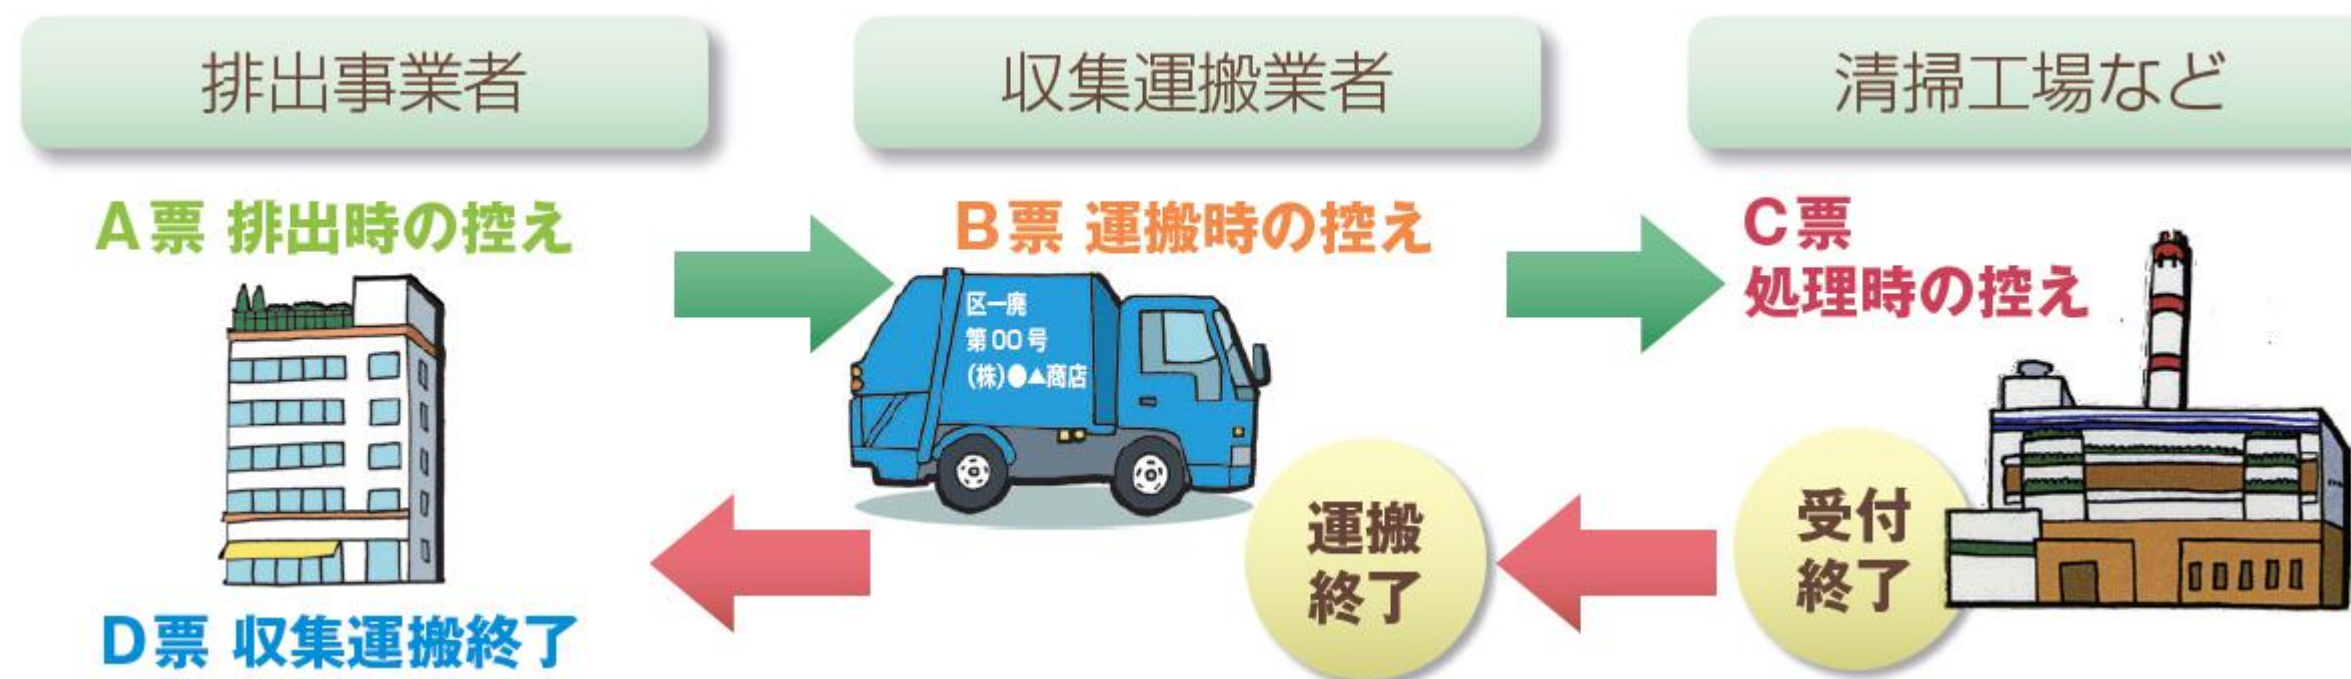 排出事業者
収集運搬業者
清掃工場など
A票 排出時の控え
B票 運搬時の控え
C票
処理時の控え
区一廃
第00号
(株)●▲商店
運搬
終了
受付
終了
D票 収集運搬終了